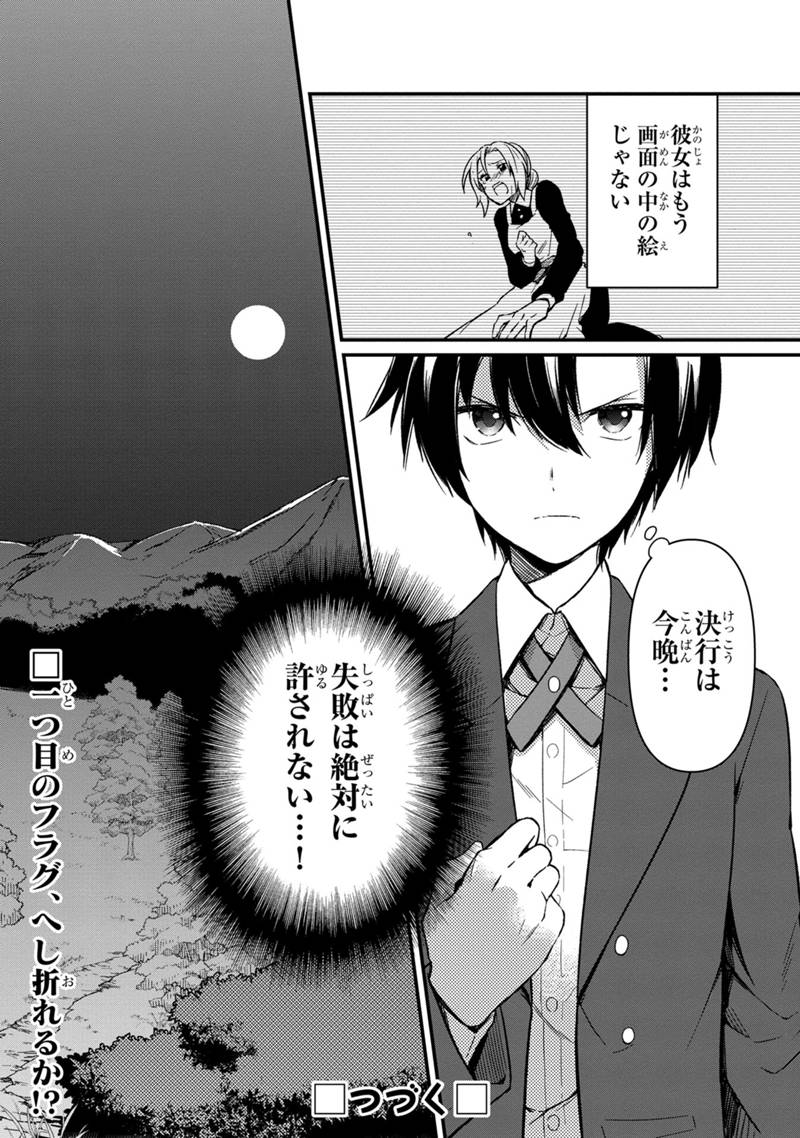 彼女はもう
画面の中の絵
じゃない
決行は
今晩…
失敗は絶対に
許されない…！
□一つ目のフラグ、へし折れるか!?
□つづく□